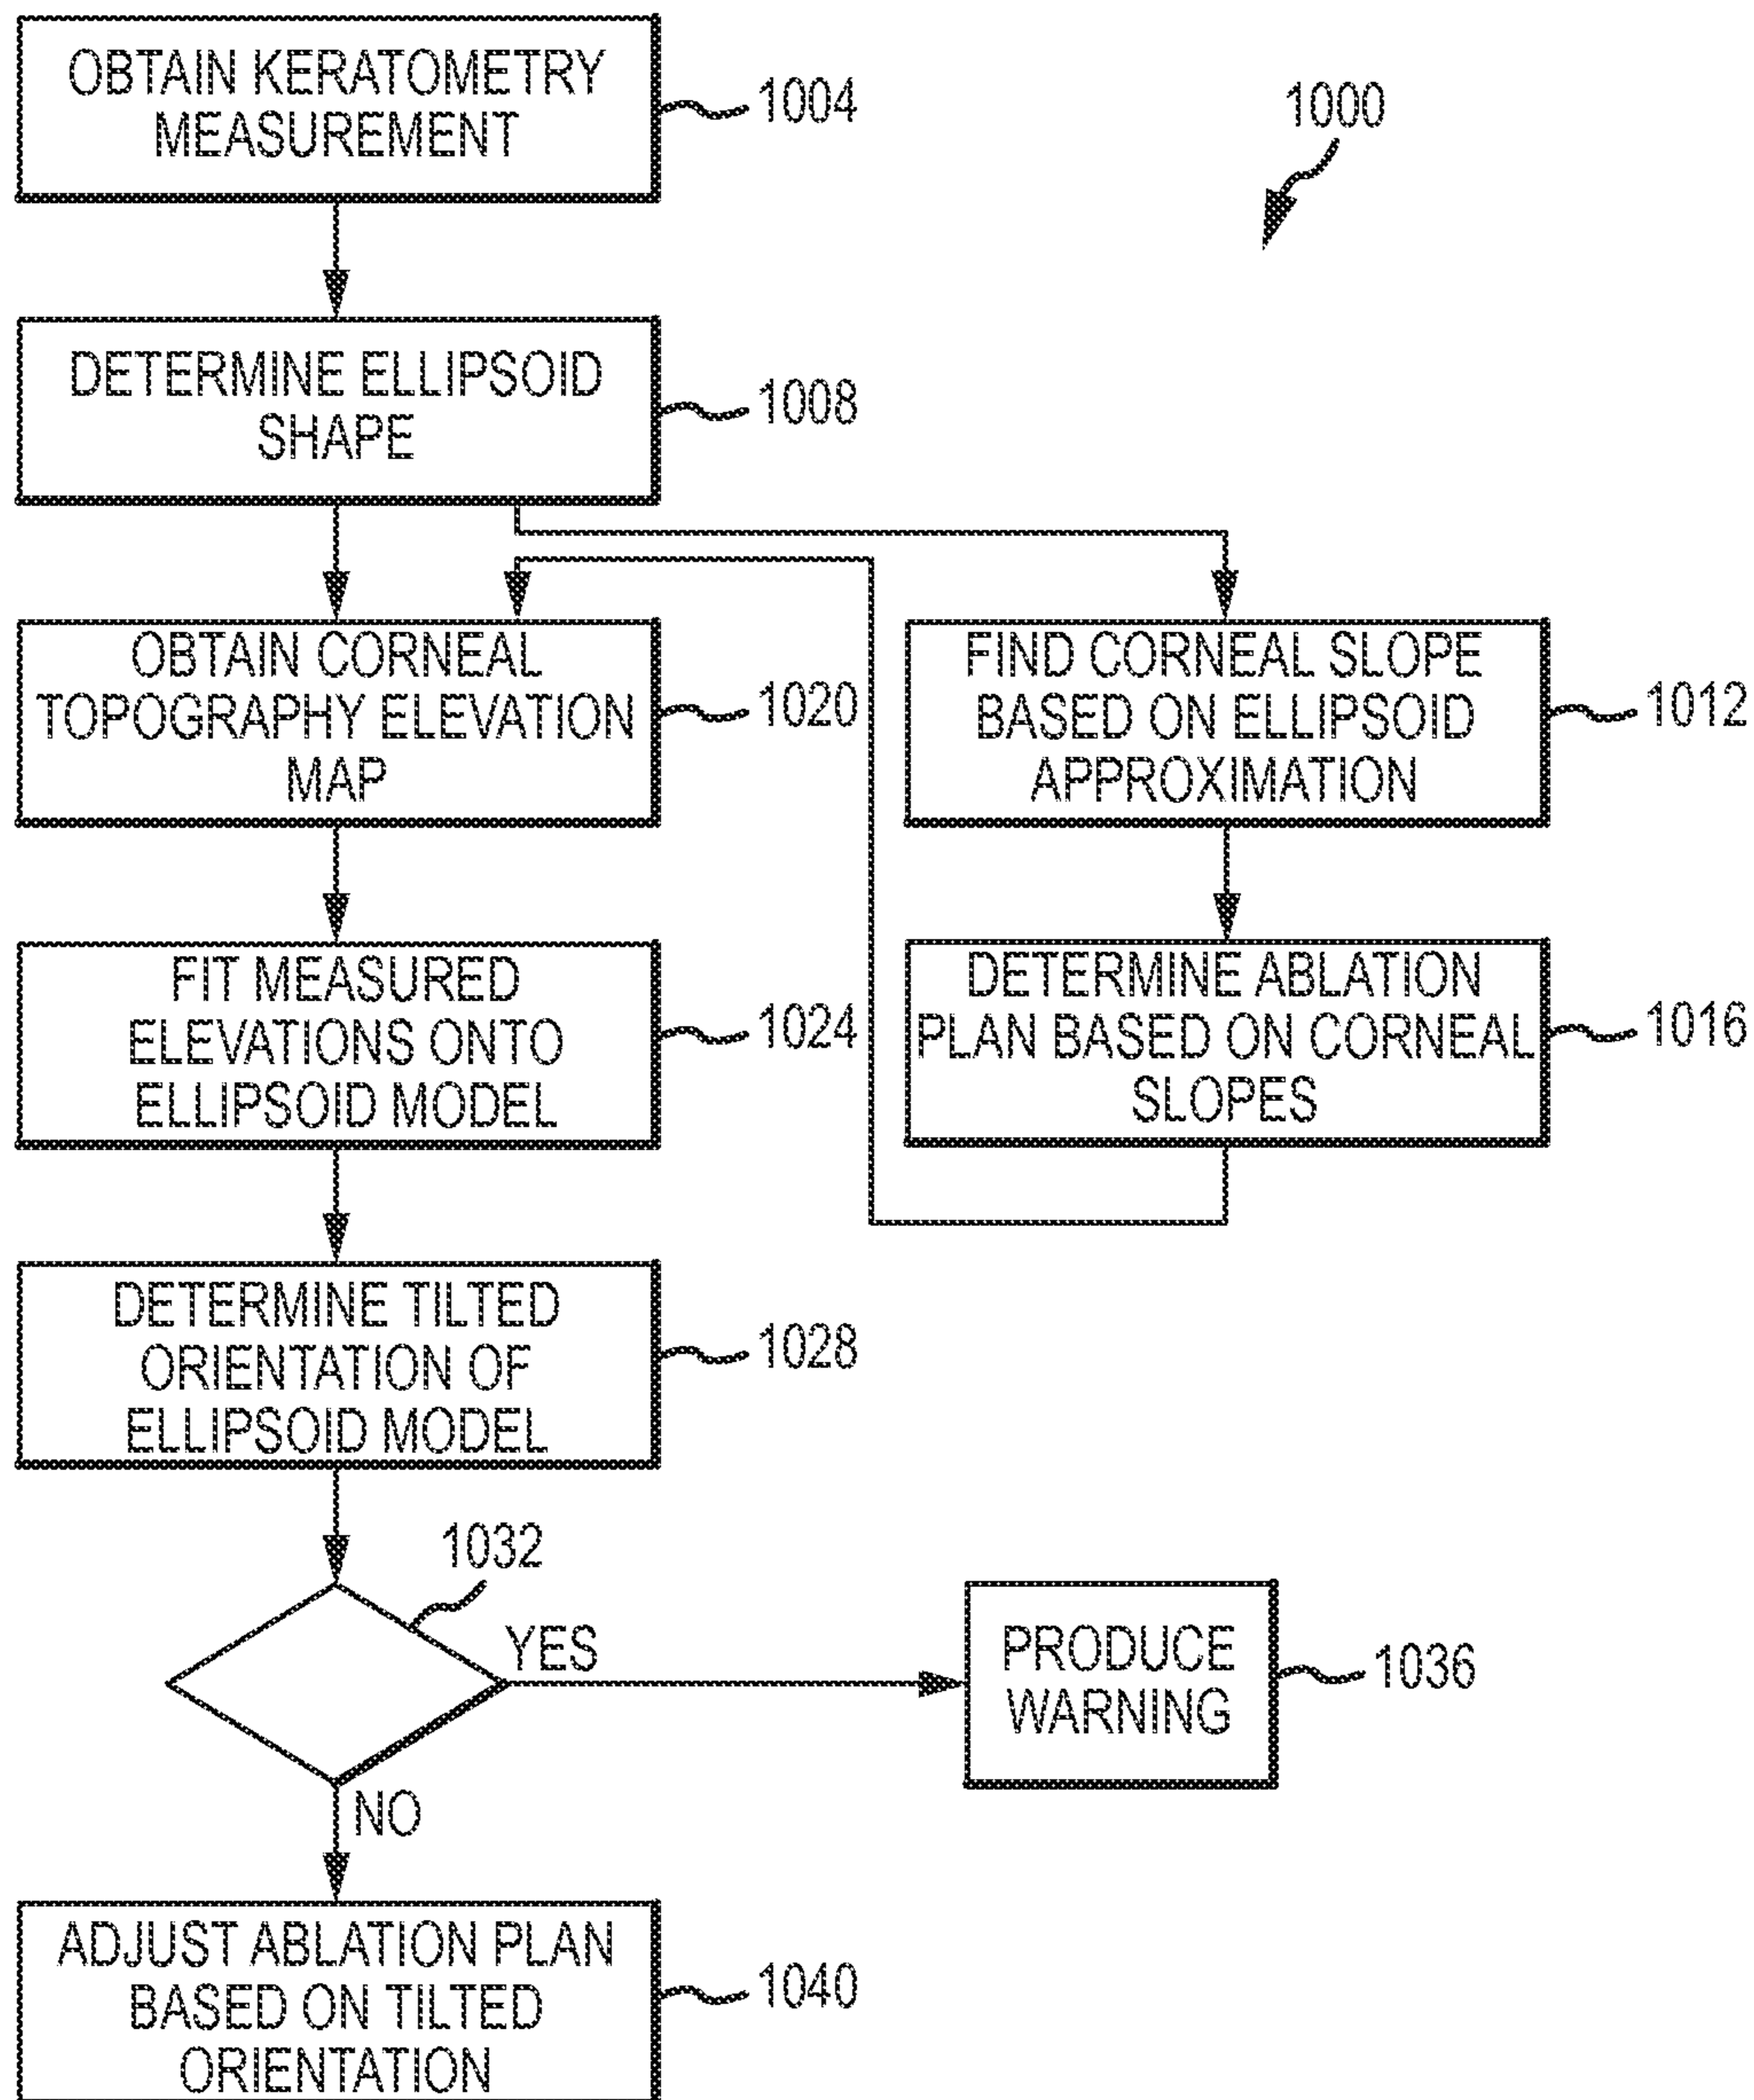 OBTAIN KERATOMETRY
MEASUREMENT
1004
1000
DETERMINE ELLIPSOID
SHAPE
1008
OBTAIN CORNEAL
TOPOGRAPHY ELEVATION
MAP
1020
FIND CORNEAL SLOPE
BASED ON ELLIPSOID
APPROXIMATION
1012
FIT MEASURED
ELEVATIONS ONTO
ELLIPSOID MODEL
1024
DETERMINE ABLATION
PLAN BASED ON CORNEAL
SLOPES
1016
DETERMINE TILTED
ORIENTATION OF
ELLIPSOID MODEL
1028
1032
YES
PRODUCE
WARNING
1036
NO
ADJUST ABLATION PLAN
BASED ON TILTED
ORIENTATION
1040